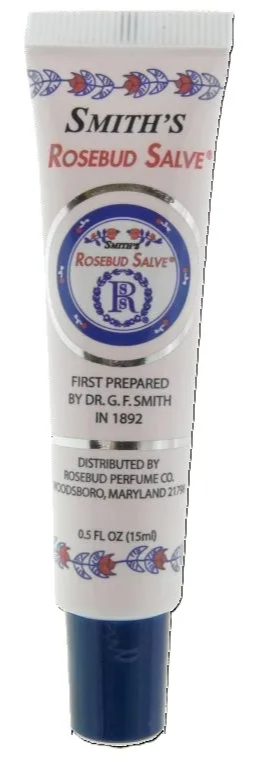 SMITH'S
ROSEBUD SALVE®
SMITH'S
ROSEBUD SALVE®
R
S S
FIRST PREPARED
BY DR. G. F. SMITH
IN 1892
DISTRIBUTED BY
ROSEBUD PERFUME CO.
WOODSBORO, MARYLAND
0.5 FL OZ (15ml)